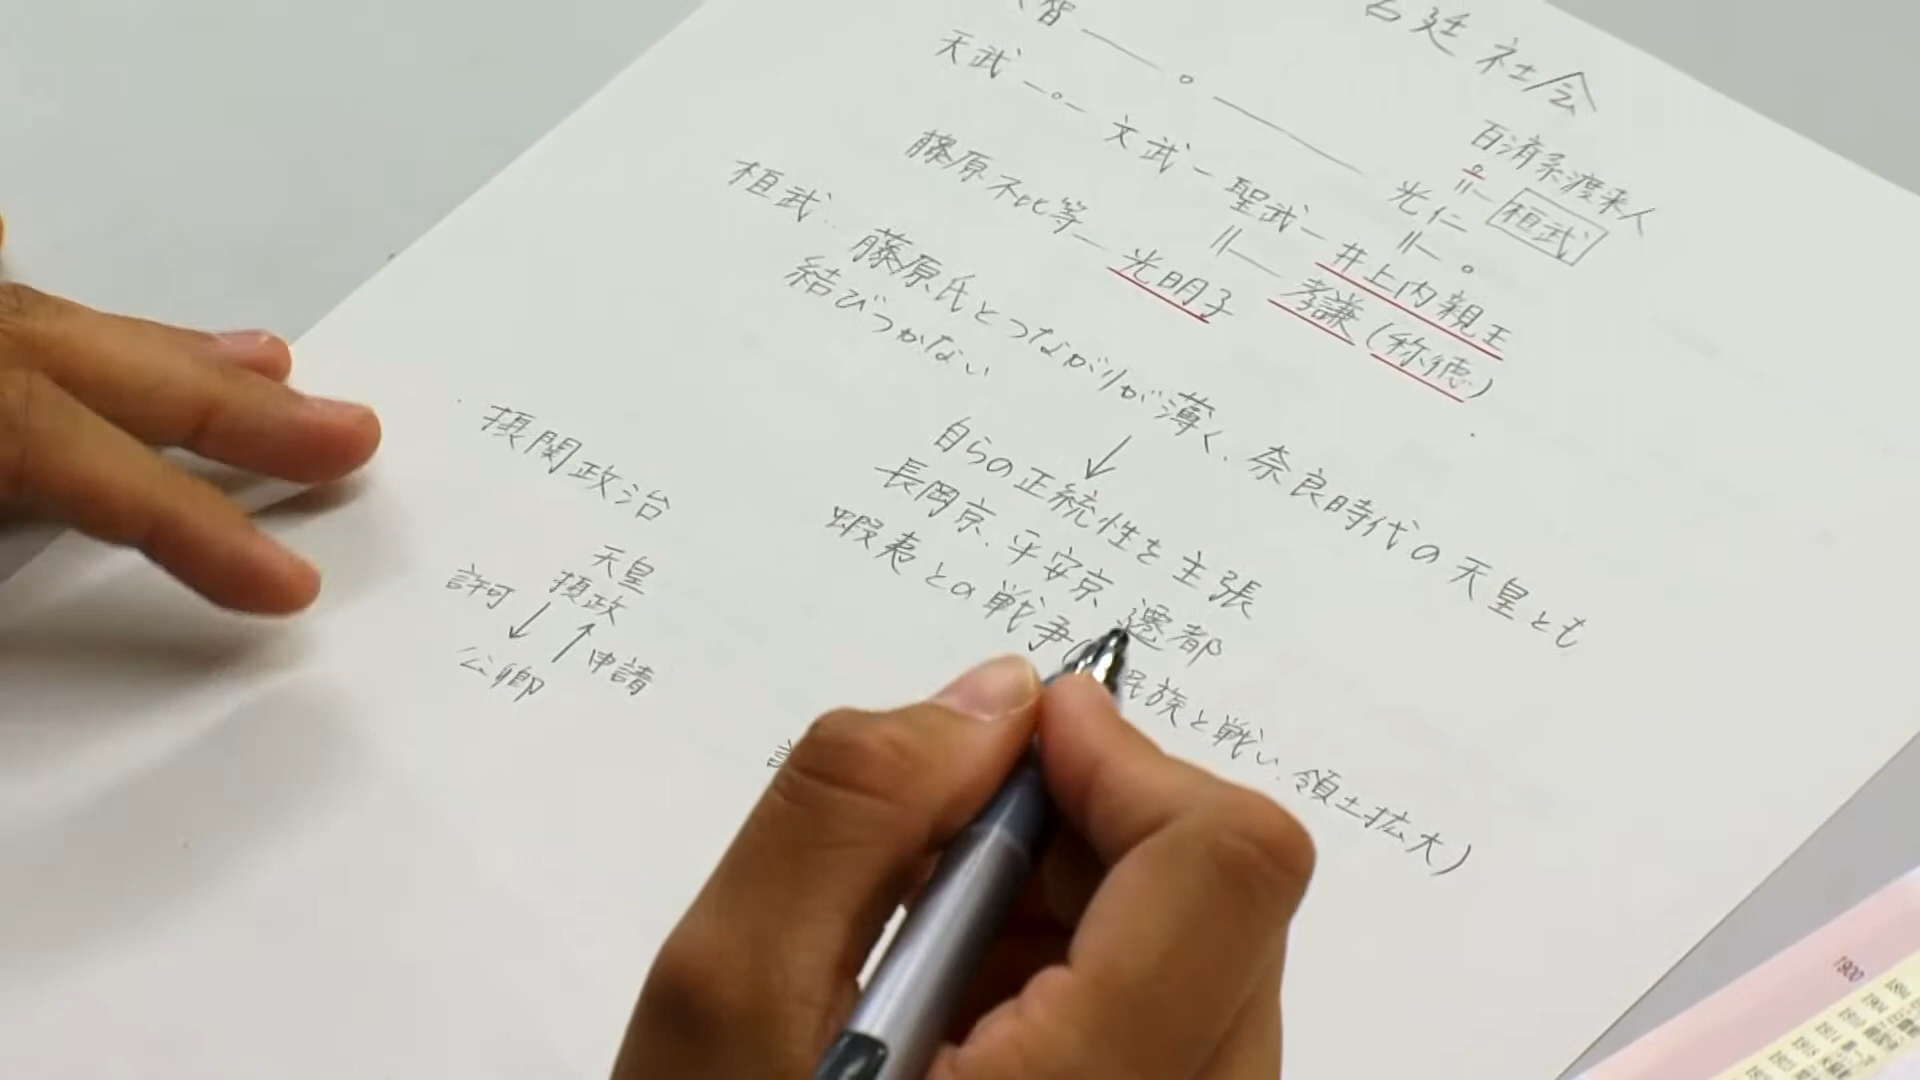 宮廷社会
智
天武 ― 文武 ― 聖武 ― 井上内親王
光仁
百済系渡来人
桓武
藤原不比等 ― 光明子
孝謙(称徳)
桓武 藤原氏とつながりが薄く、奈良時代の天皇とも
結びつかない
↓
自らの正統性を主張
長岡京、平安京 遷都
蝦夷との戦争(
民族と戦い、領土拡大)
摂関政治
天皇
摂政
許可 ↓ ↑ 申請
公卿
1900